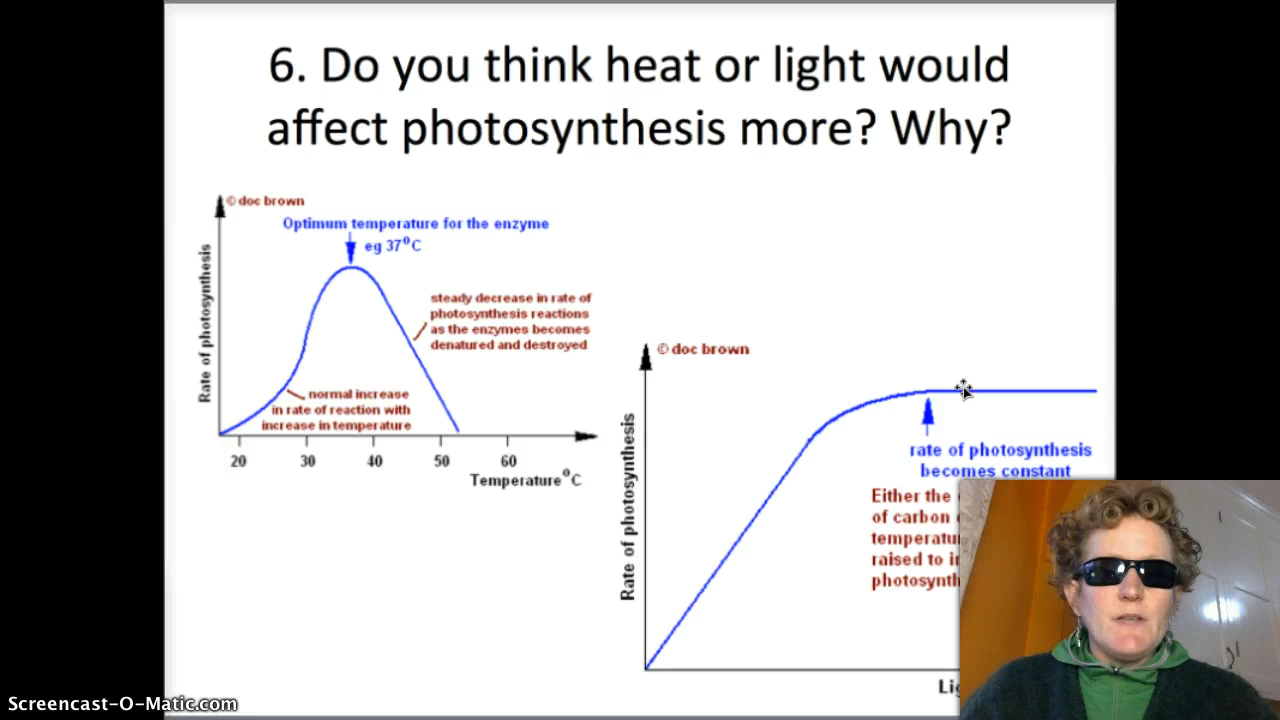 6. Do you think heat or light would
affect photosynthesis more? Why?
© doc brown
Optimum temperature for the enzyme
eg 37°C
Rate of photosynthesis
steady decrease in rate of
photosynthesis reactions
as the enzymes becomes
denatured and destroyed
normal increase
in rate of reaction with
increase in temperature
20 30 40 50 60
Temperature °C
© doc brown
Rate of photosynthesis
rate of photosynthesis
becomes constant
Either the
of carbon
raised to
Screencast-O-Matic.com